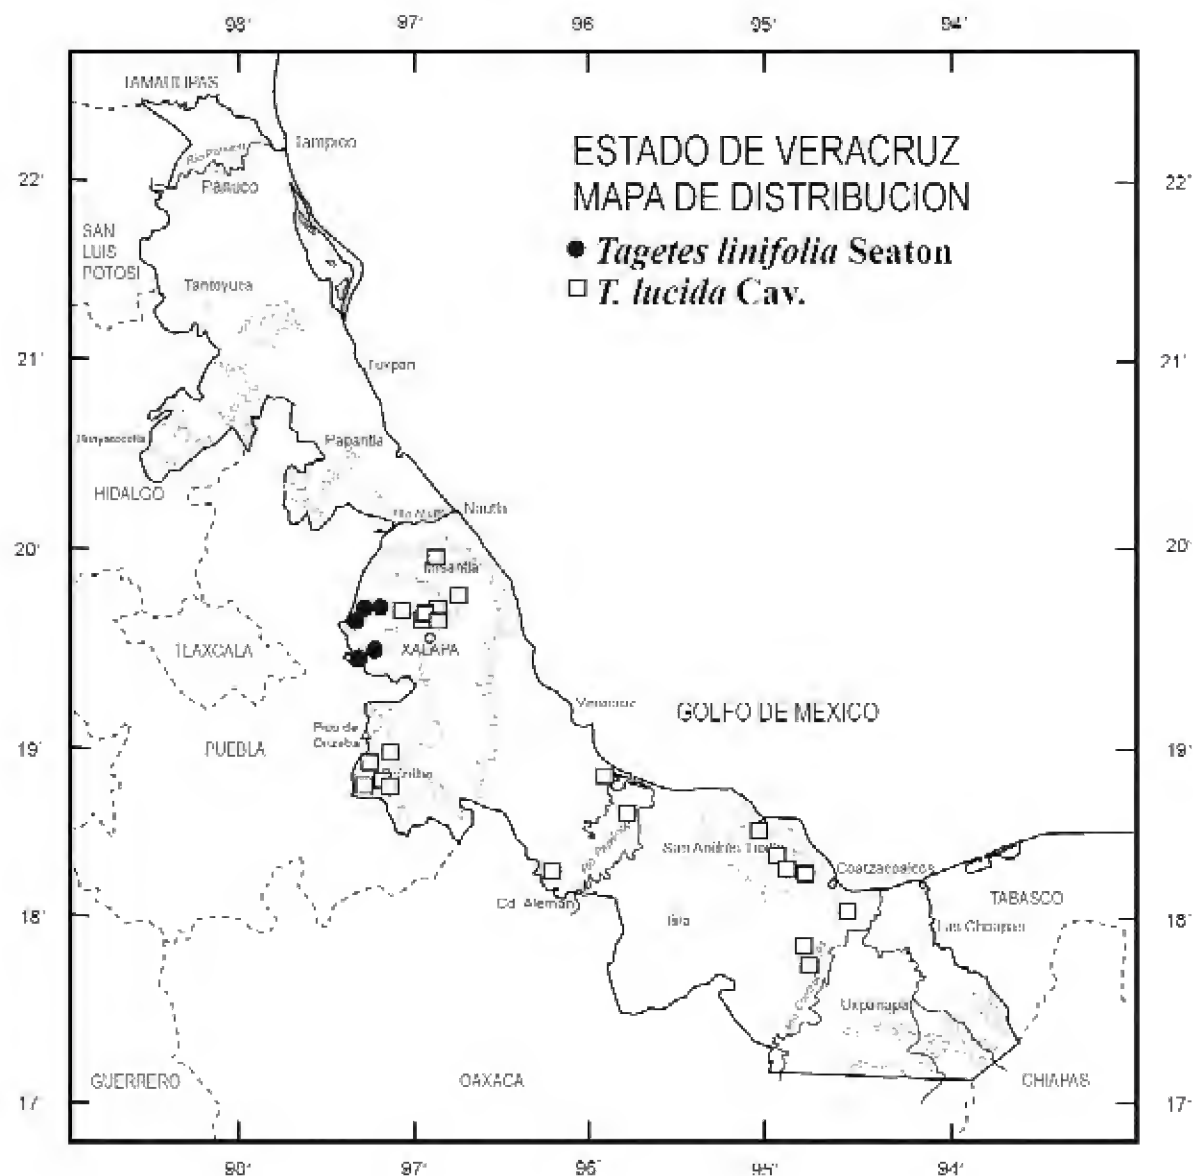 98° 97° 96 95° 94°
TAMAULIPAS
Tampico
Río Pánuco
ESTADO DE VERACRUZ
22° Pánuco MAPA DE DISTRIBUCION 22°
SAN LUIS POTOSI
Tagetes linifolia Seaton
Tantoyuca
T. lucida Cav.
21° Tuxpan 21°
Papantla
HIDALGO
Nautla
20° 20°
Misantla
TLAXCALA XALAPA
Veracruz
GOLFO DE MEXICO
Pico de Orizaba
19° PUEBLA 19°
Orizaba
San Andrés Tuxtla
Coatzacoalcos
Cd. Alemán TABASCO
18° Isla Las Choapas 18°
Uxpanapa
GUERRERO OAXACA CHIAPAS
17° 17°
98° 97° 96° 95° 94°